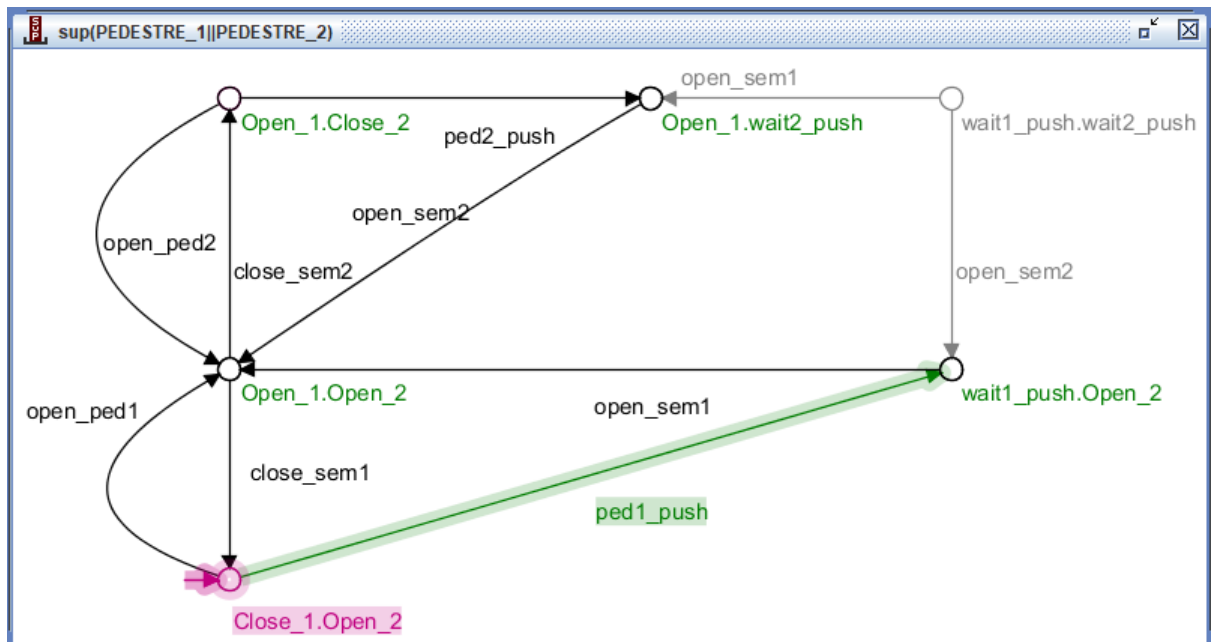 SUP
sup(PEDESTRE_1||PEDESTRE_2)
open_sem1
Open_1.Close_2
Open_1.wait2_push
wait1_push.wait2_push
ped2_push
open_sem2
open_ped2
close_sem2
open_sem2
Open_1.Open_2
wait1_push.Open_2
open_ped1
open_sem1
close_sem1
ped1_push
Close_1.Open_2